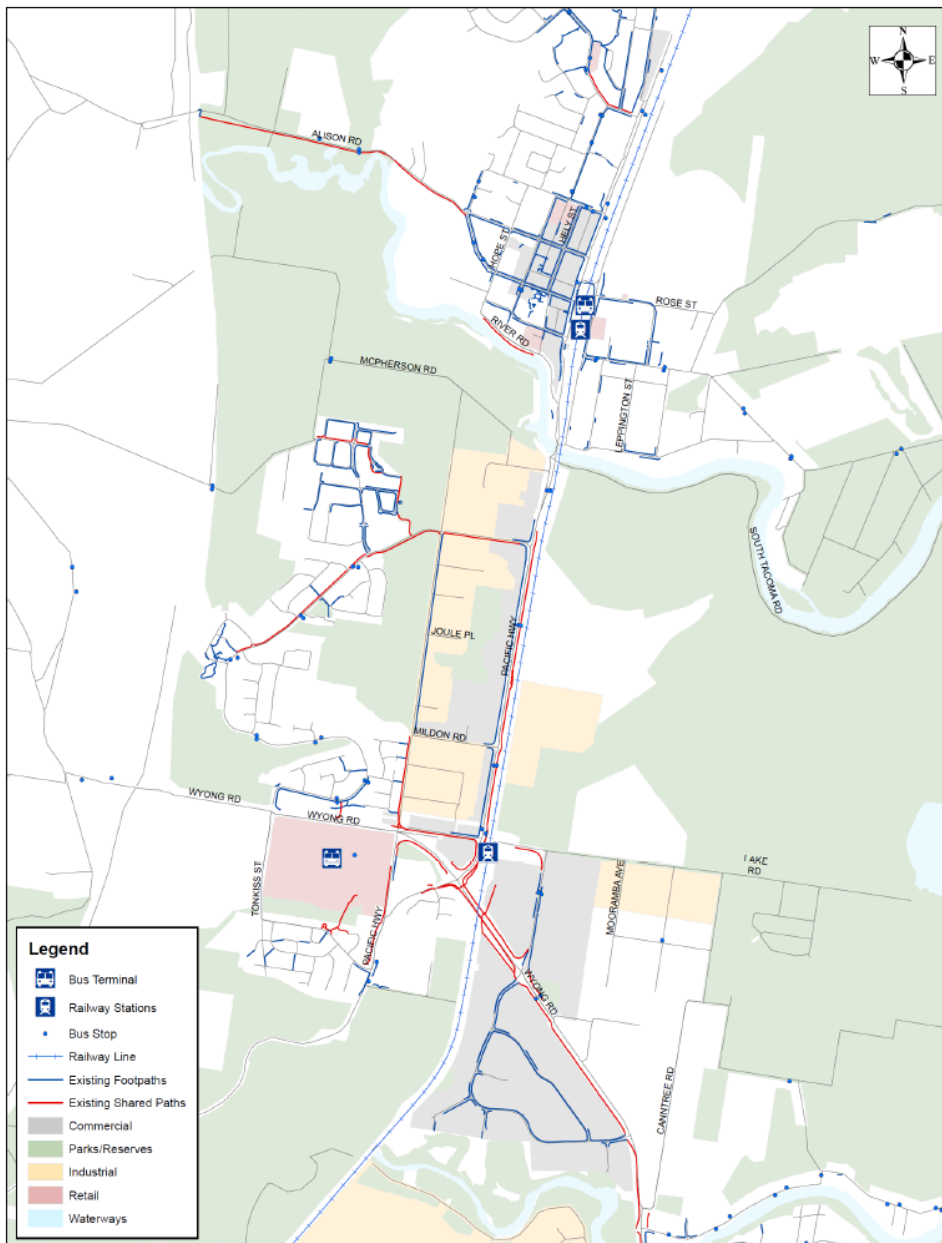 N
W E
S
ALISON RD
HOPE ST
HELY ST
ROSE ST
RIVER RD
MCPHERSON RD
LEPPINGTON ST
SOUTH TACOMA RD
JOULE PL
PACIFIC HWY
MILDON RD
WYONG RD
WYONG RD
LAKE
RD
TONKISS ST
MOORAMBA AVE
PACIFIC HWY
WYONG RD
CANNTREE RD
Legend
Bus Terminal
Railway Stations
Bus Stop
Railway Line
Existing Footpaths
Existing Shared Paths
Commercial
Parks/Reserves
Industrial
Retail
Waterways